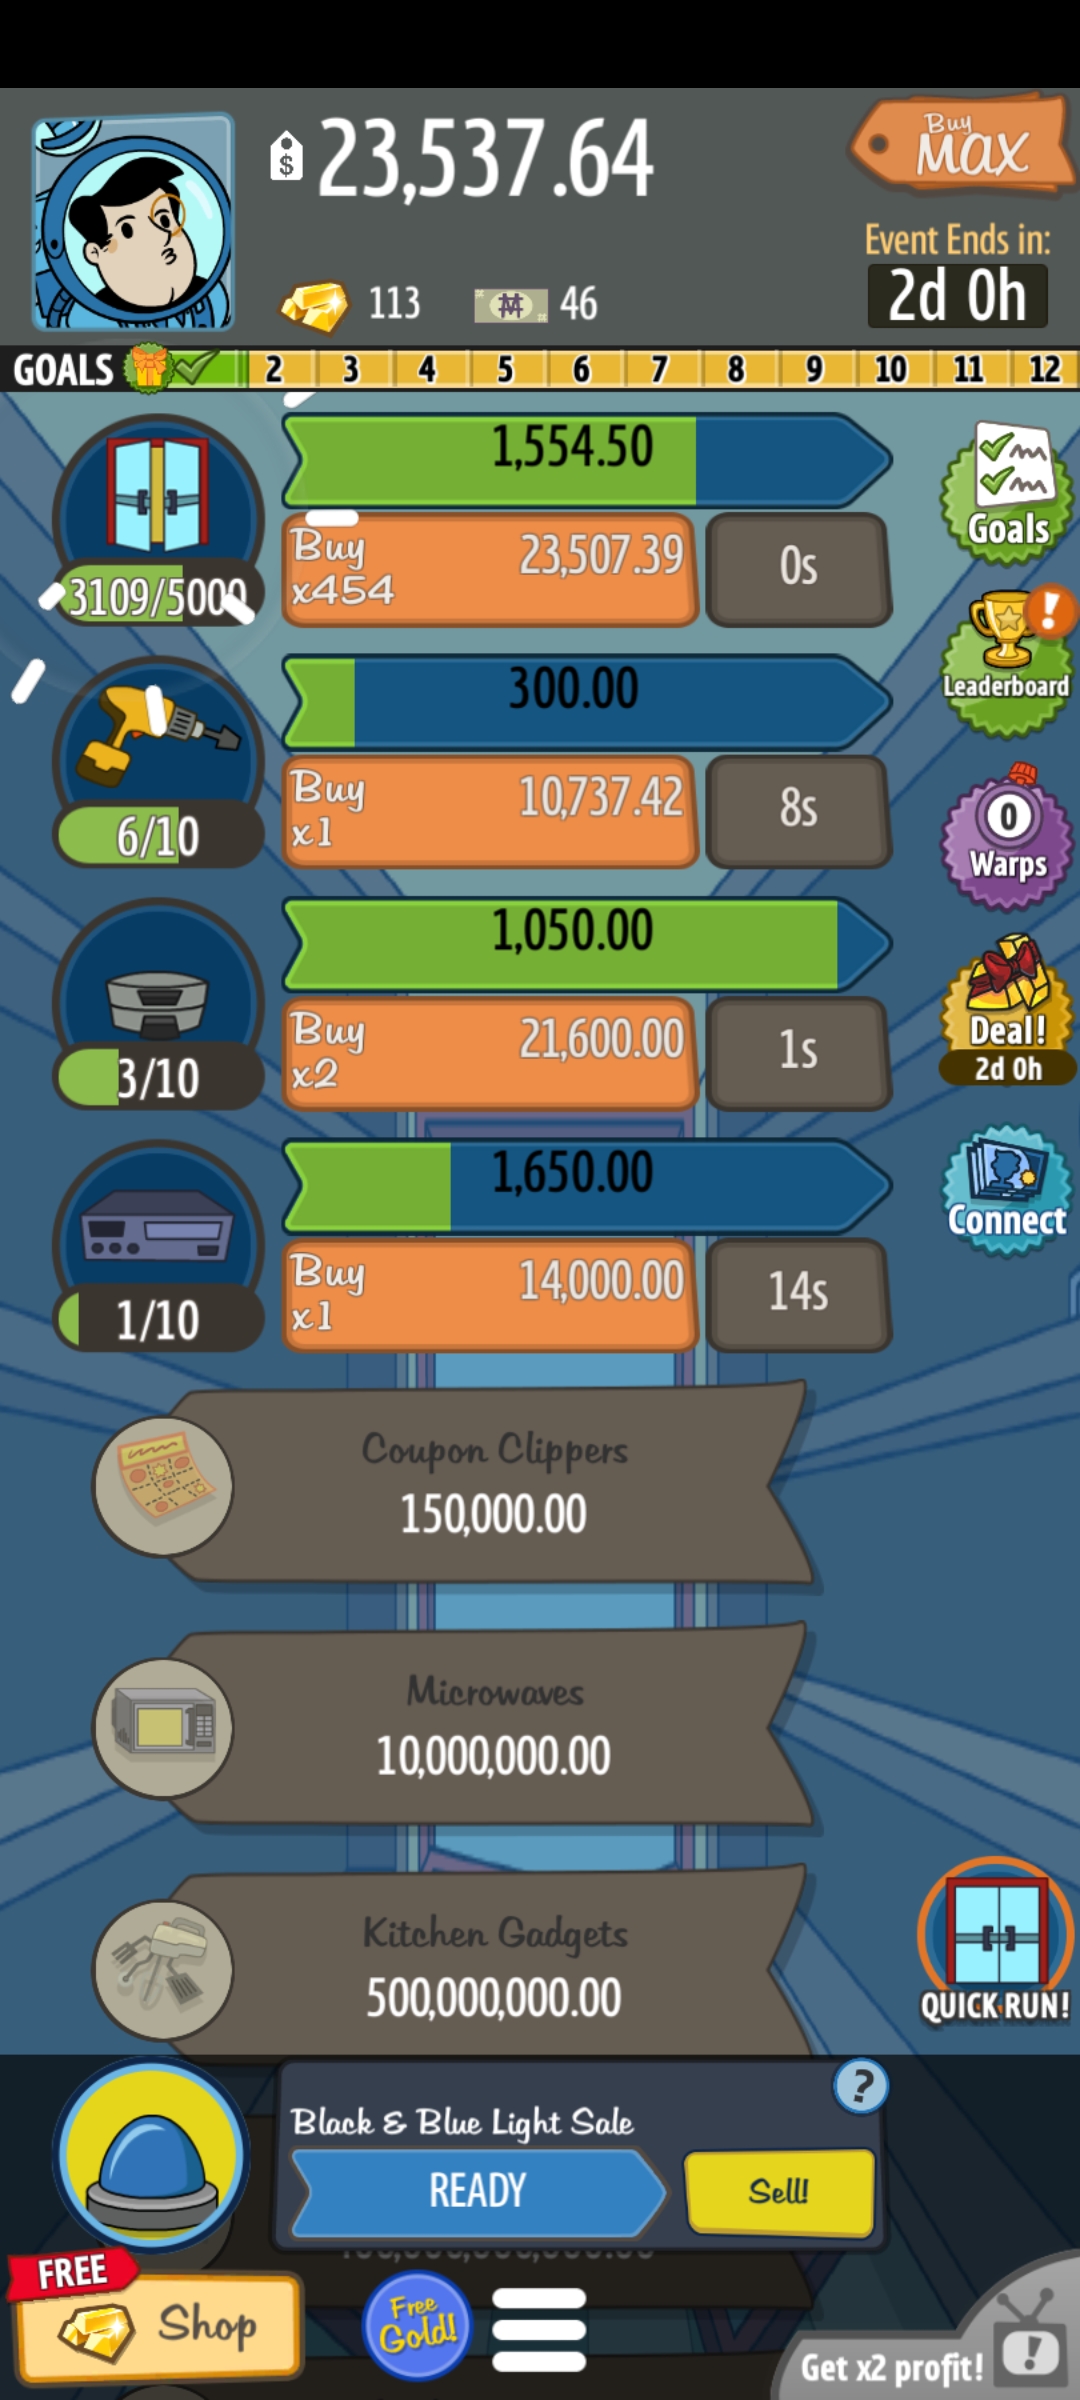 $ 23,537.64
Buy
MAX
Event Ends in:
2d 0h
113
46
GOALS 2 3 4 5 6 7 8 9 10 11 12
1,554.50
Buy 23,507.39
x454
0s
3109/5000
Goals
300.00
Buy 10,737.42
x1
8s
6/10
!
Leaderboard
1,050.00
Buy 21,600.00
x2
1s
3/10
0
Warps
1,650.00
Buy 14,000.00
x1
14s
1/10
Deal!
2d 0h
Connect
Coupon Clippers
150,000.00
Microwaves
10,000,000.00
Kitchen Gadgets
500,000,000.00
QUICK RUN!
Black & Blue Light Sale
?
READY
Sell!
FREE
Shop
Free
Gold!
Get x2 profit!
!